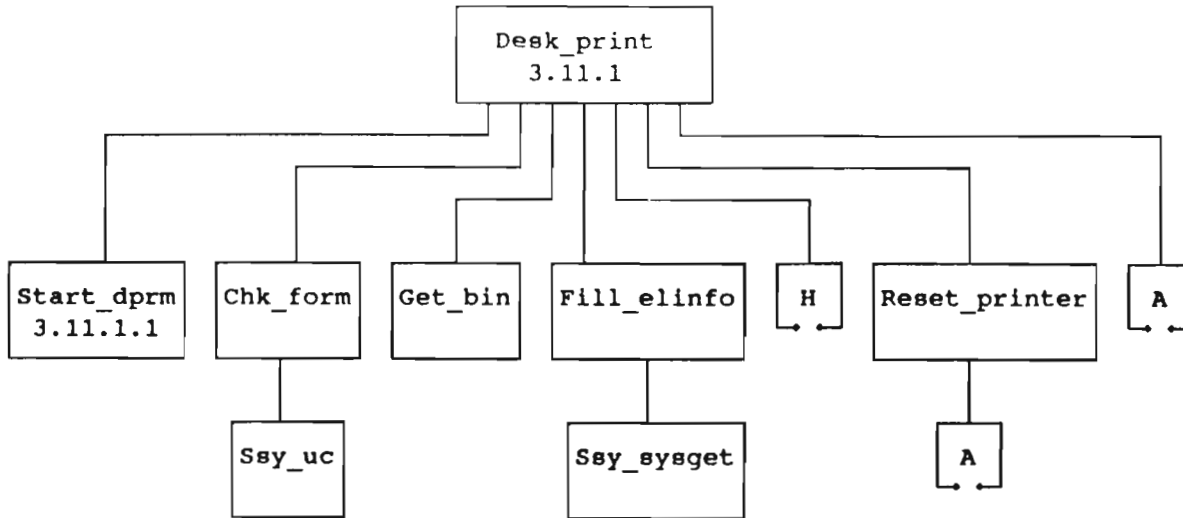 Desk_print
3.11.1
Start_dprm
3.11.1.1
Chk_form
Get_bin
Fill_elinfo
H
Reset_printer
A
Ssy_uc
Ssy_sysget
A